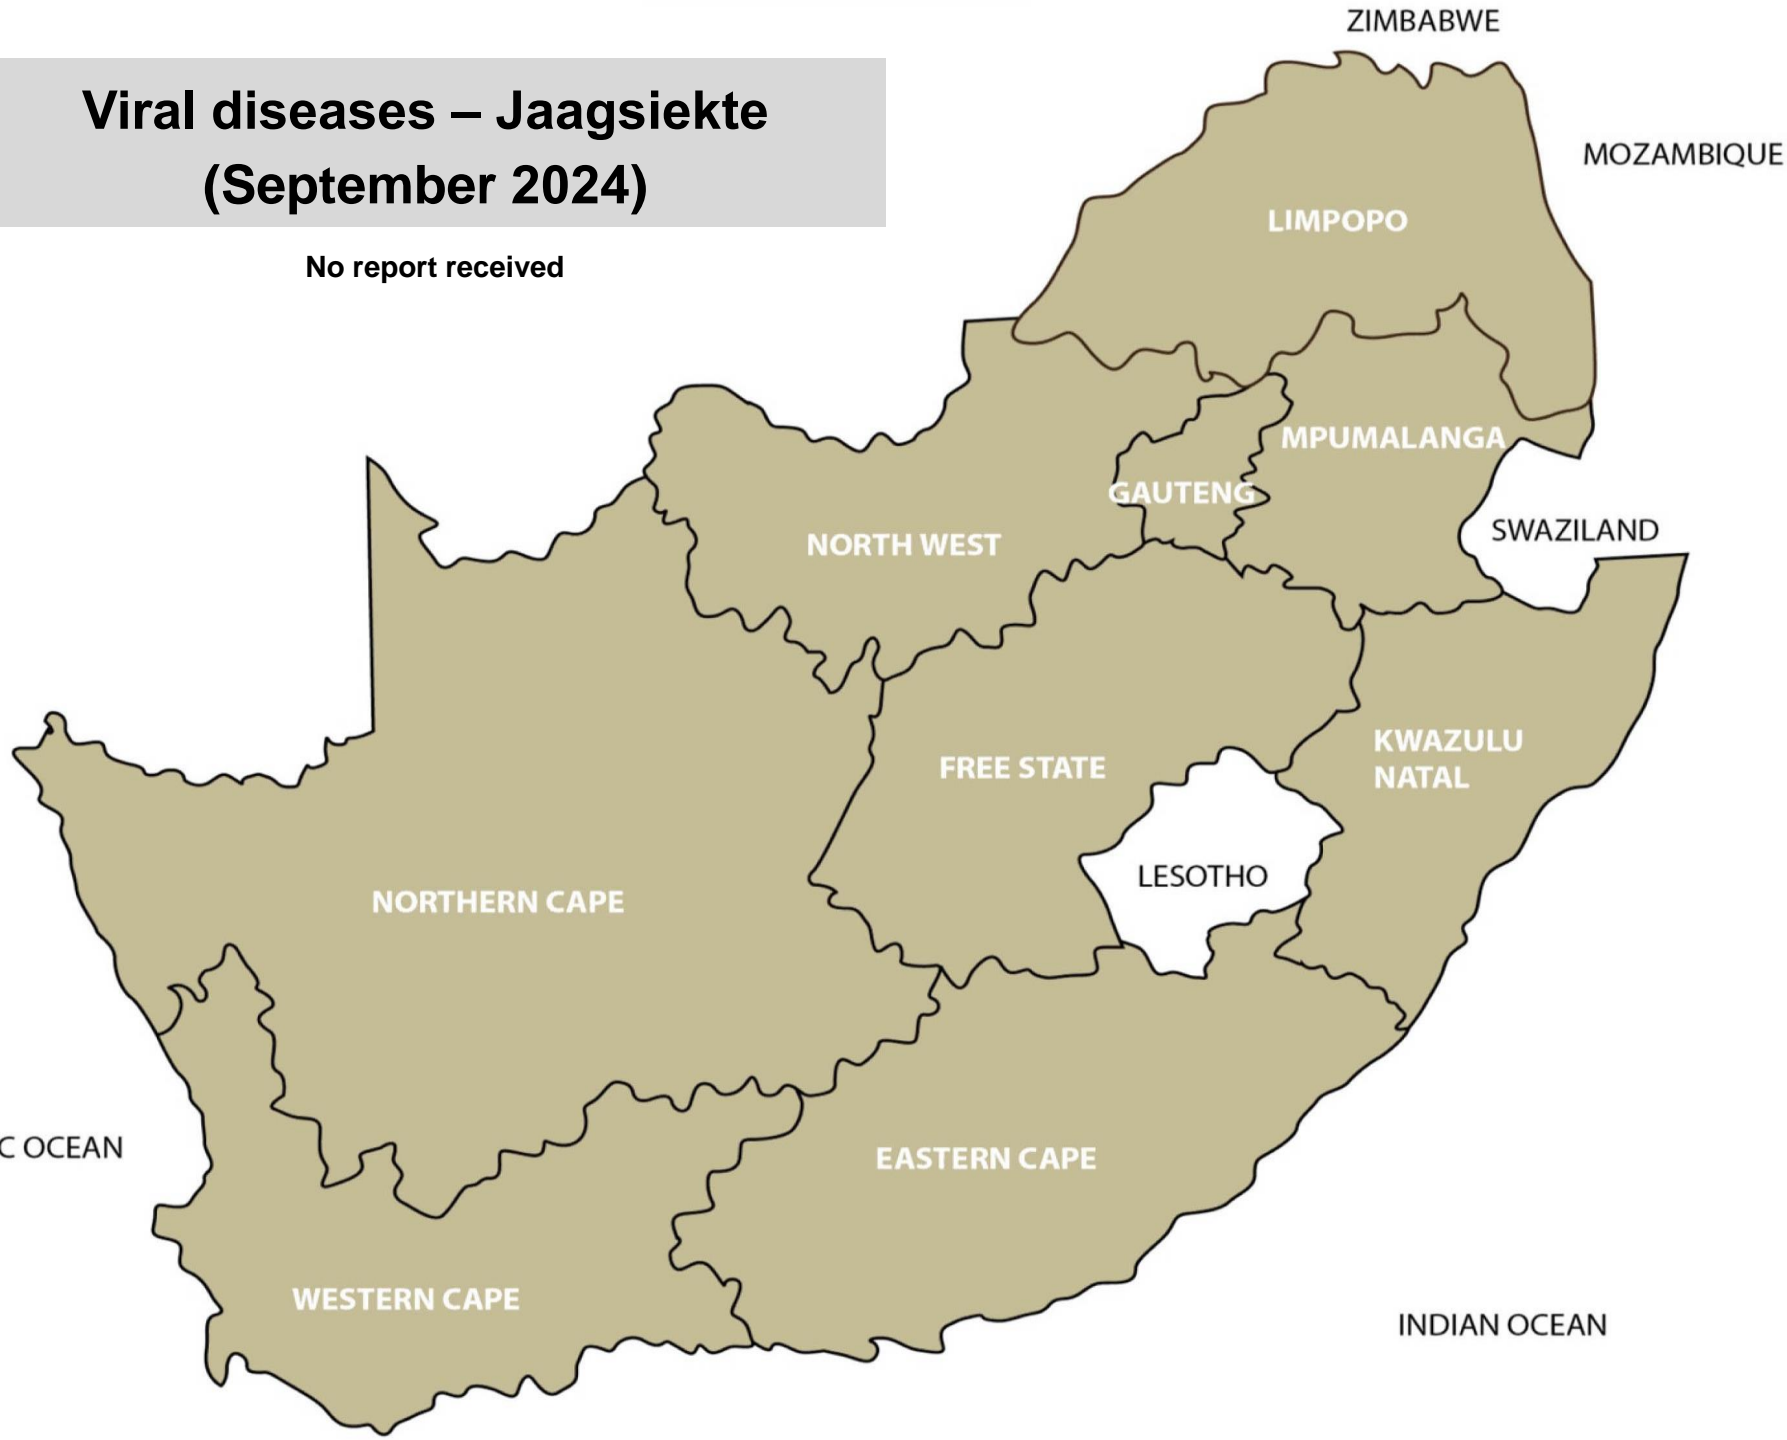 ZIMBABWE
Viral diseases – Jaagsiekte
(September 2024)
MOZAMBIQUE
LIMPOPO
No report received
MPUMALANGA
GAUTENG
SWAZILAND
NORTH WEST
KWAZULU
NATAL
FREE STATE
LESOTHO
NORTHERN CAPE
C OCEAN
EASTERN CAPE
WESTERN CAPE
INDIAN OCEAN